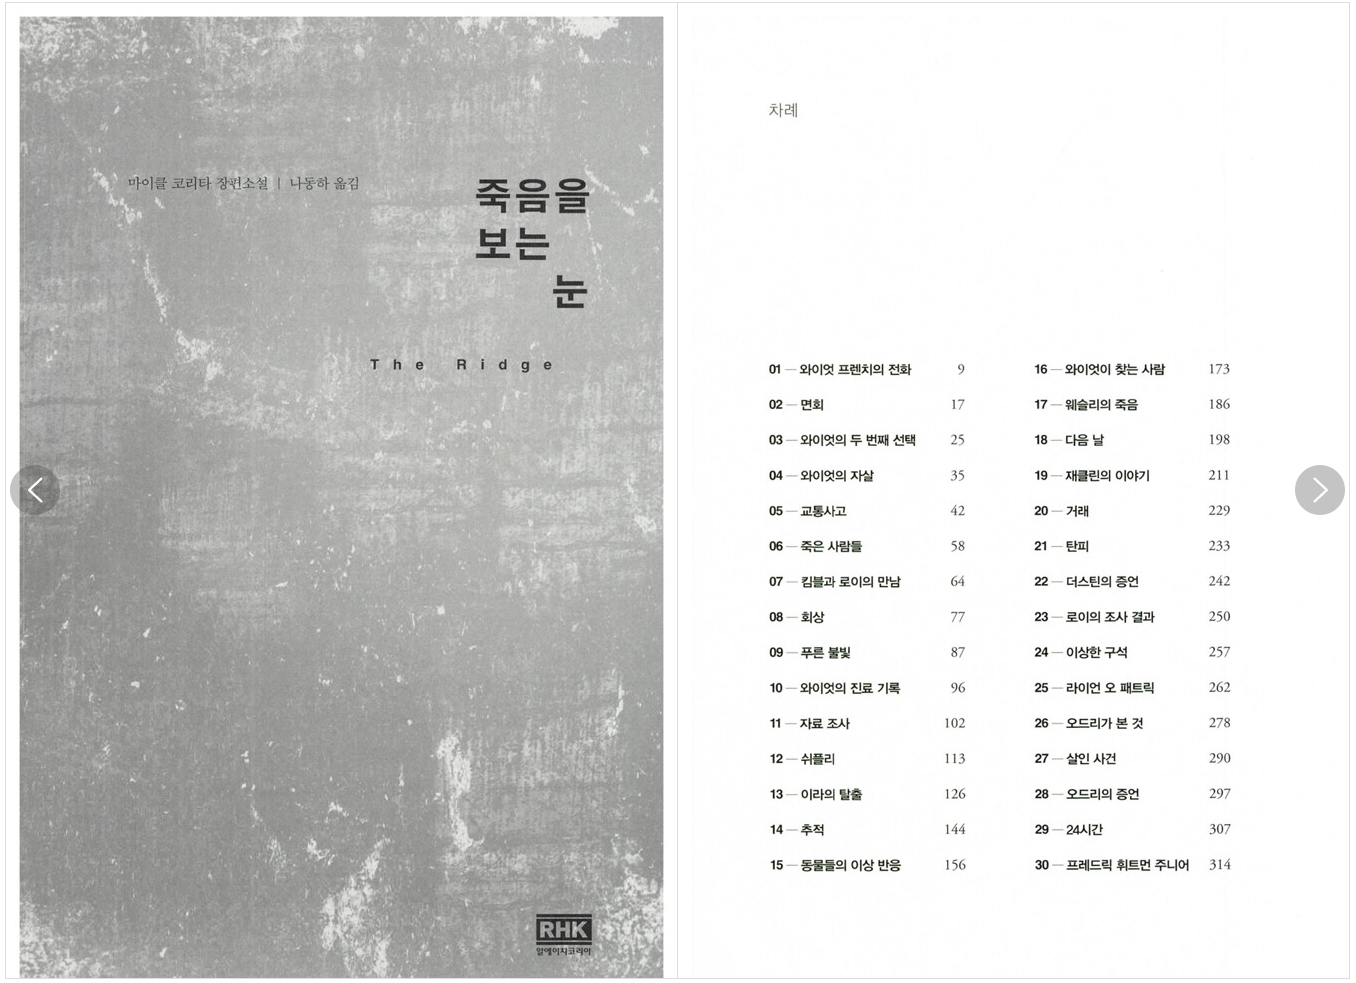 마이클 코리타 장편소설 | 나동하 옮김
죽음을
보는
눈
The Ridge
RHK
알에이치코리아
차례
01 — 와이엇 프렌치의 전화 9
02 — 면회 17
03 — 와이엇의 두 번째 선택 25
04 — 와이엇의 자살 35
05 — 교통사고 42
06 — 죽은 사람들 58
07 — 킴블과 로이의 만남 64
08 — 회상 77
09 — 푸른 불빛 87
10 — 와이엇의 진료 기록 96
11 — 자료 조사 102
12 — 쉬플리 113
13 — 이라의 탈출 126
14 — 추적 144
15 — 동물들의 이상 반응 156
16 — 와이엇이 찾는 사람 173
17 — 웨슬리의 죽음 186
18 — 다음 날 198
19 — 재클린의 이야기 211
20 — 거래 229
21 — 탄피 233
22 — 더스틴의 증언 242
23 — 로이의 조사 결과 250
24 — 이상한 구석 257
25 — 라이언 오 패트릭 262
26 — 오드리가 본 것 278
27 — 살인 사건 290
28 — 오드리의 증언 297
29 — 24시간 307
30 — 프레드릭 휘트먼 주니어 314